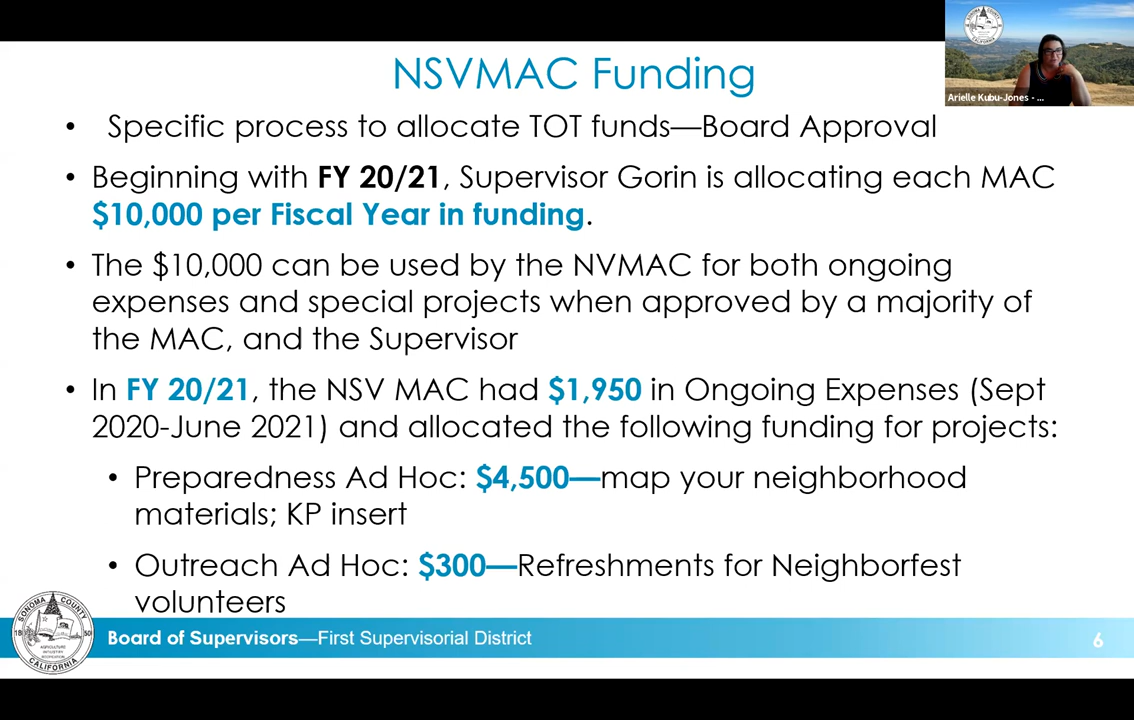 NSVMAC Funding
Arielle Kubu-Jones - ...
• Specific process to allocate TOT funds—Board Approval
• Beginning with FY 20/21, Supervisor Gorin is allocating each MAC
$10,000 per Fiscal Year in funding.
• The $10,000 can be used by the NVMAC for both ongoing
expenses and special projects when approved by a majority of
the MAC, and the Supervisor
• In FY 20/21, the NSV MAC had $1,950 in Ongoing Expenses (Sept
2020-June 2021) and allocated the following funding for projects:
• Preparedness Ad Hoc: $4,500—map your neighborhood
materials; KP insert
• Outreach Ad Hoc: $300—Refreshments for Neighborfest
volunteers
SONOMA COUNTY
18 50
AGRICULTURE
INDUSTRY
RECREATION
CALIFORNIA
Board of Supervisors—First Supervisorial District
6